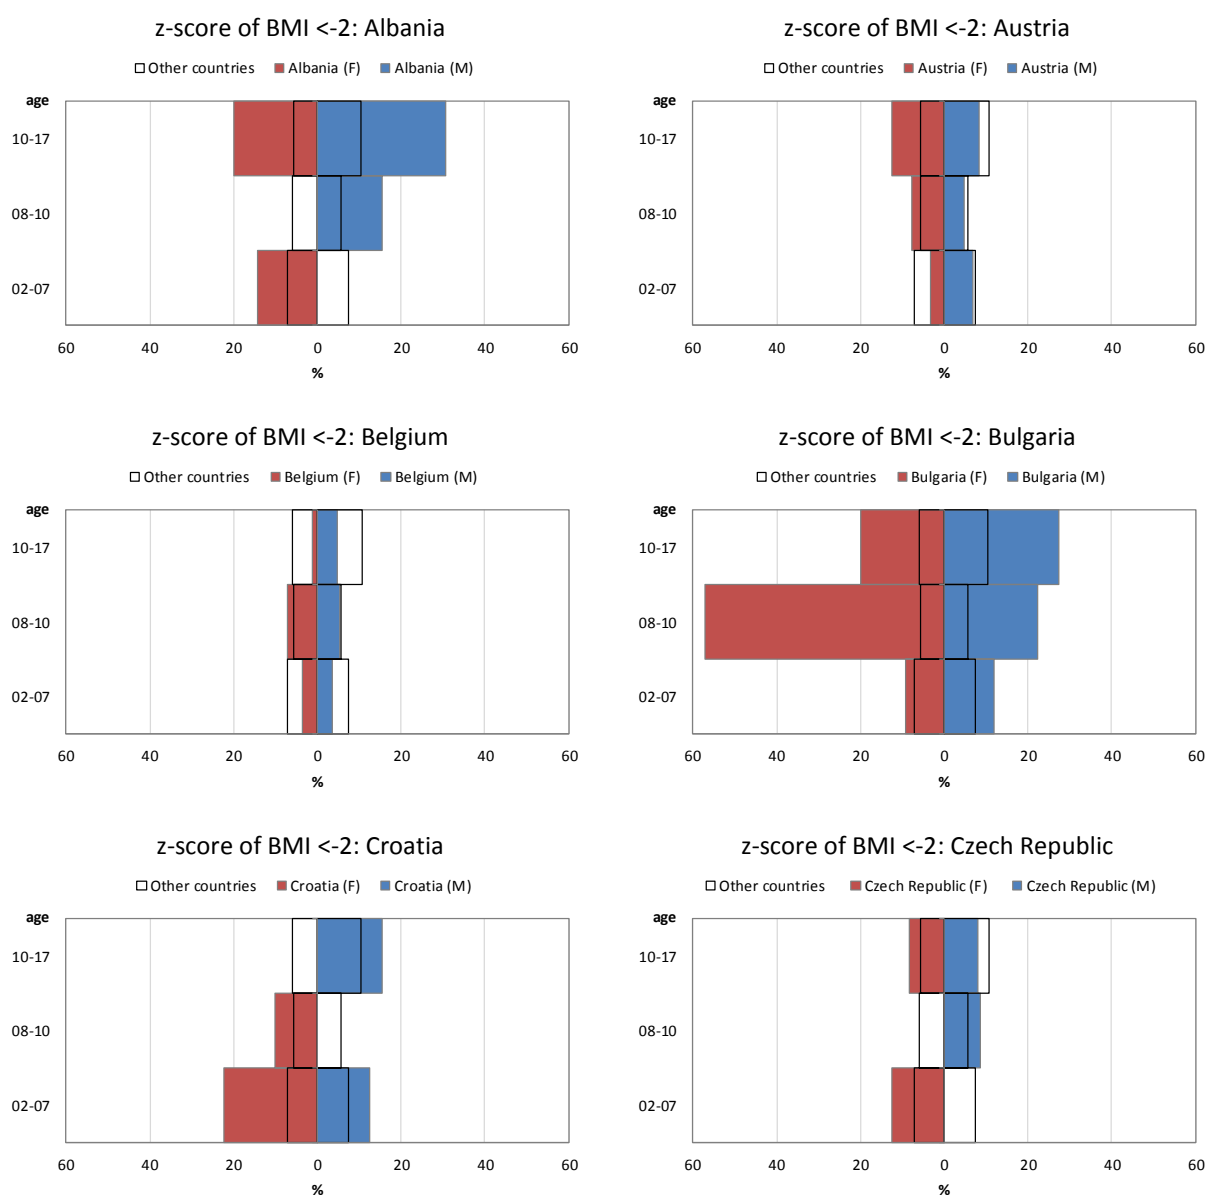 z-score of BMI <-2: Albania
Other countries Albania (F) Albania (M)
age
10-17
08-10
02-07
60 40 20 0 20 40 60
%
z-score of BMI <-2: Austria
Other countries Austria (F) Austria (M)
age
10-17
08-10
02-07
60 40 20 0 20 40 60
%
z-score of BMI <-2: Belgium
Other countries Belgium (F) Belgium (M)
age
10-17
08-10
02-07
60 40 20 0 20 40 60
%
z-score of BMI <-2: Bulgaria
Other countries Bulgaria (F) Bulgaria (M)
age
10-17
08-10
02-07
60 40 20 0 20 40 60
%
z-score of BMI <-2: Croatia
Other countries Croatia (F) Croatia (M)
age
10-17
08-10
02-07
60 40 20 0 20 40 60
%
z-score of BMI <-2: Czech Republic
Other countries Czech Republic (F) Czech Republic (M)
age
10-17
08-10
02-07
60 40 20 0 20 40 60
%